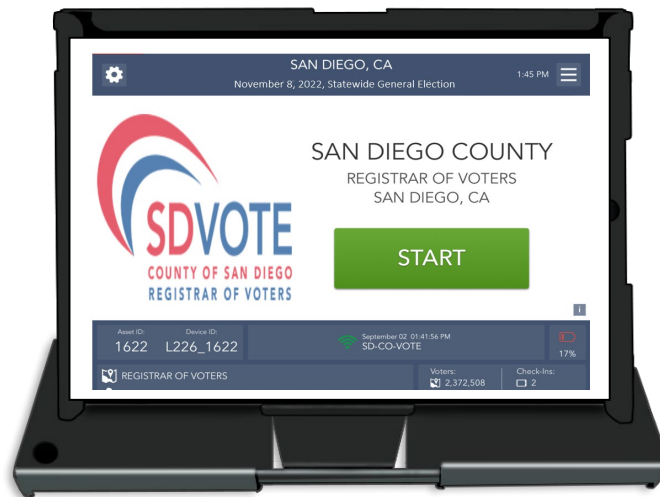 SAN DIEGO, CA
November 8, 2022, Statewide General Election
1:45 PM
SDVOTE
COUNTY OF SAN DIEGO
REGISTRAR OF VOTERS
SAN DIEGO COUNTY
REGISTRAR OF VOTERS
SAN DIEGO, CA
START
i
Asset ID:
1622
Device ID:
L226_1622
September 02 01:41:56 PM
SD-CO-VOTE
17%
REGISTRAR OF VOTERS
Voters:
2,372,508
Check-Ins:
2